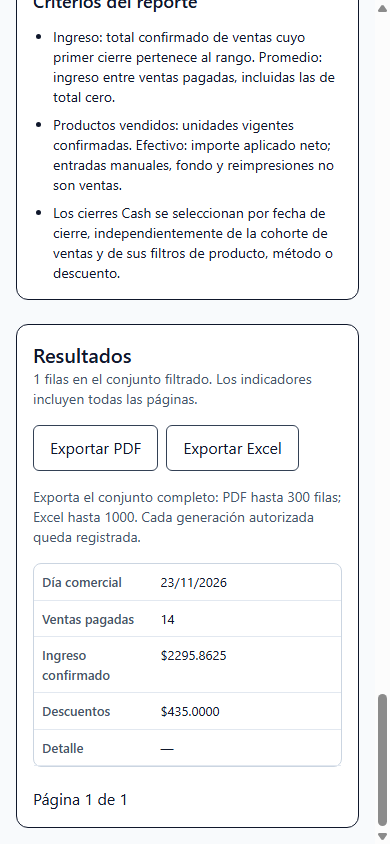 Criterios del reporte
Ingreso: total confirmado de ventas cuyo
primer cierre pertenece al rango. Promedio:
ingreso entre ventas pagadas, incluidas las de
total cero.
Productos vendidos: unidades vigentes
confirmadas. Efectivo: importe aplicado neto;
entradas manuales, fondo y reimpresiones no
son ventas.
Los cierres Cash se seleccionan por fecha de
cierre, independientemente de la cohorte de
ventas y de sus filtros de producto, método o
descuento.
Resultados
1 filas en el conjunto filtrado. Los indicadores
incluyen todas las páginas.
Exportar PDF Exportar Excel
Exporta el conjunto completo: PDF hasta 300 filas;
Excel hasta 1000. Cada generación autorizada
queda registrada.
Día comercial 23/11/2026
Ventas pagadas 14
Ingreso
confirmado $2295.8625
Descuentos $435.0000
Detalle —
Página 1 de 1